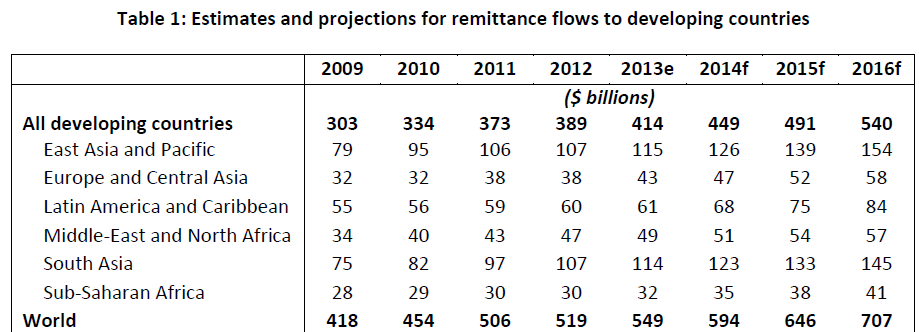 Table 1: Estimates and projections for remittance flows to developing countries
2009 2010 2011 2012 2013e 2014f 2015f 2016f
($ billions)
All developing countries 303 334 373 389 414 449 491 540
East Asia and Pacific 79 95 106 107 115 126 139 154
Europe and Central Asia 32 32 38 38 43 47 52 58
Latin America and Caribbean 55 56 59 60 61 68 75 84
Middle-East and North Africa 34 40 43 47 49 51 54 57
South Asia 75 82 97 107 114 123 133 145
Sub-Saharan Africa 28 29 30 30 32 35 38 41
World 418 454 506 519 549 594 646 707